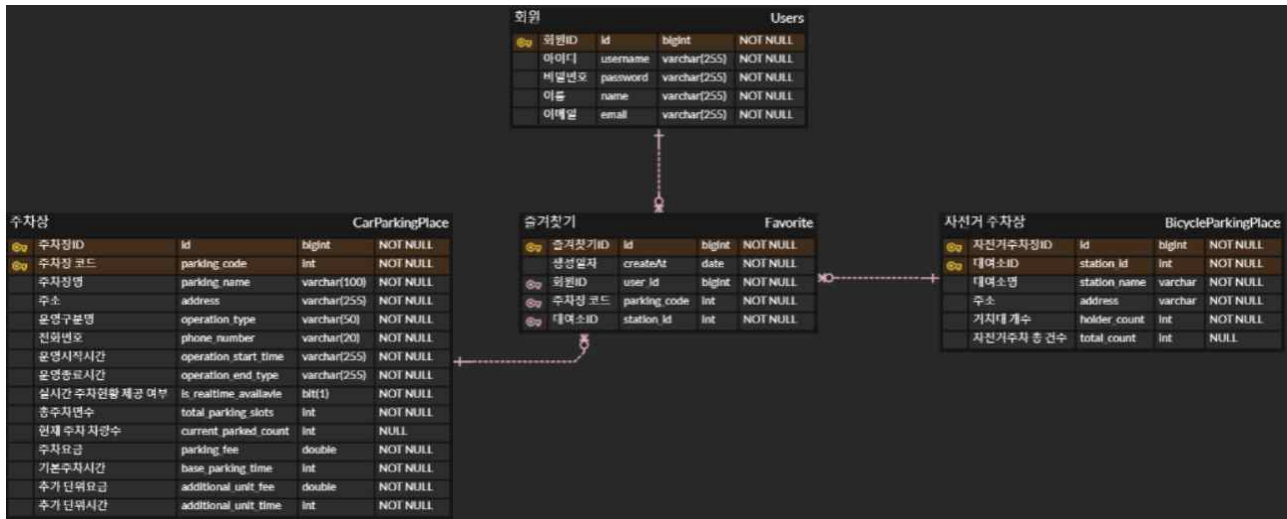 회원 Users
회원ID id bigint NOT NULL
아이디 username varchar(255) NOT NULL
비밀번호 password varchar(255) NOT NULL
이름 name varchar(255) NOT NULL
이메일 email varchar(255) NOT NULL
주차장 CarParkingPlace
주차장ID id bigint NOT NULL
주차장 코드 parking_code int NOT NULL
주차장명 parking_name varchar(100) NOT NULL
주소 address varchar(255) NOT NULL
운영구분명 operation_type varchar(50) NOT NULL
전화번호 phone_number varchar(20) NOT NULL
운영시작시간 operation_start_time varchar(255) NOT NULL
운영종료시간 operation_end_type varchar(255) NOT NULL
실시간 주차현황 제공 여부 is_realtime_availavle bit(1) NOT NULL
총주차면수 total_parking_slots int NOT NULL
현재 주차 차량수 current_parked_count int NULL
주차요금 parking_fee double NOT NULL
기본주차시간 base_parking_time int NOT NULL
추가 단위요금 additional_unit_fee double NOT NULL
추가 단위시간 additional_unit_time int NOT NULL
즐겨찾기 Favorite
즐겨찾기ID id bigint NOT NULL
생성일자 createAt date NOT NULL
회원ID user_id bigint NOT NULL
주차장 코드 parking_code int NOT NULL
대여소ID station_id int NOT NULL
자전거 주차장 BicycleParkingPlace
자전거주차장ID id bigint NOT NULL
대여소ID station_id int NOT NULL
대여소명 station_name varchar NOT NULL
주소 address varchar NOT NULL
거치대 개수 holder_count int NOT NULL
자전거주차 총 건수 total_count int NULL